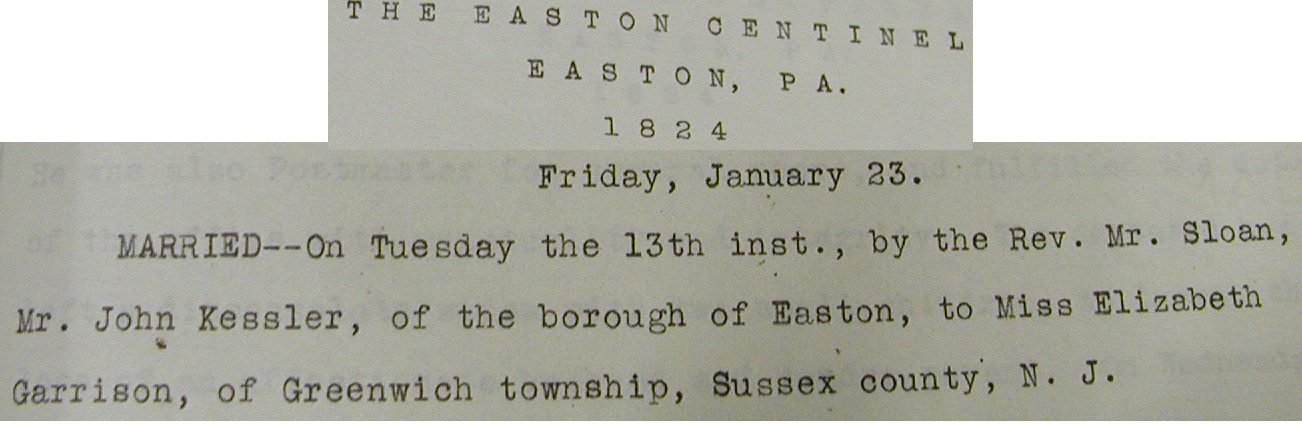 THE EASTON CENTINEL
EASTON, PA.
1824
Friday, January 23.
MARRIED--On Tuesday the 13th inst., by the Rev. Mr. Sloan,
Mr. John Kessler, of the borough of Easton, to Miss Elizabeth
Garrison, of Greenwich township, Sussex county, N. J.